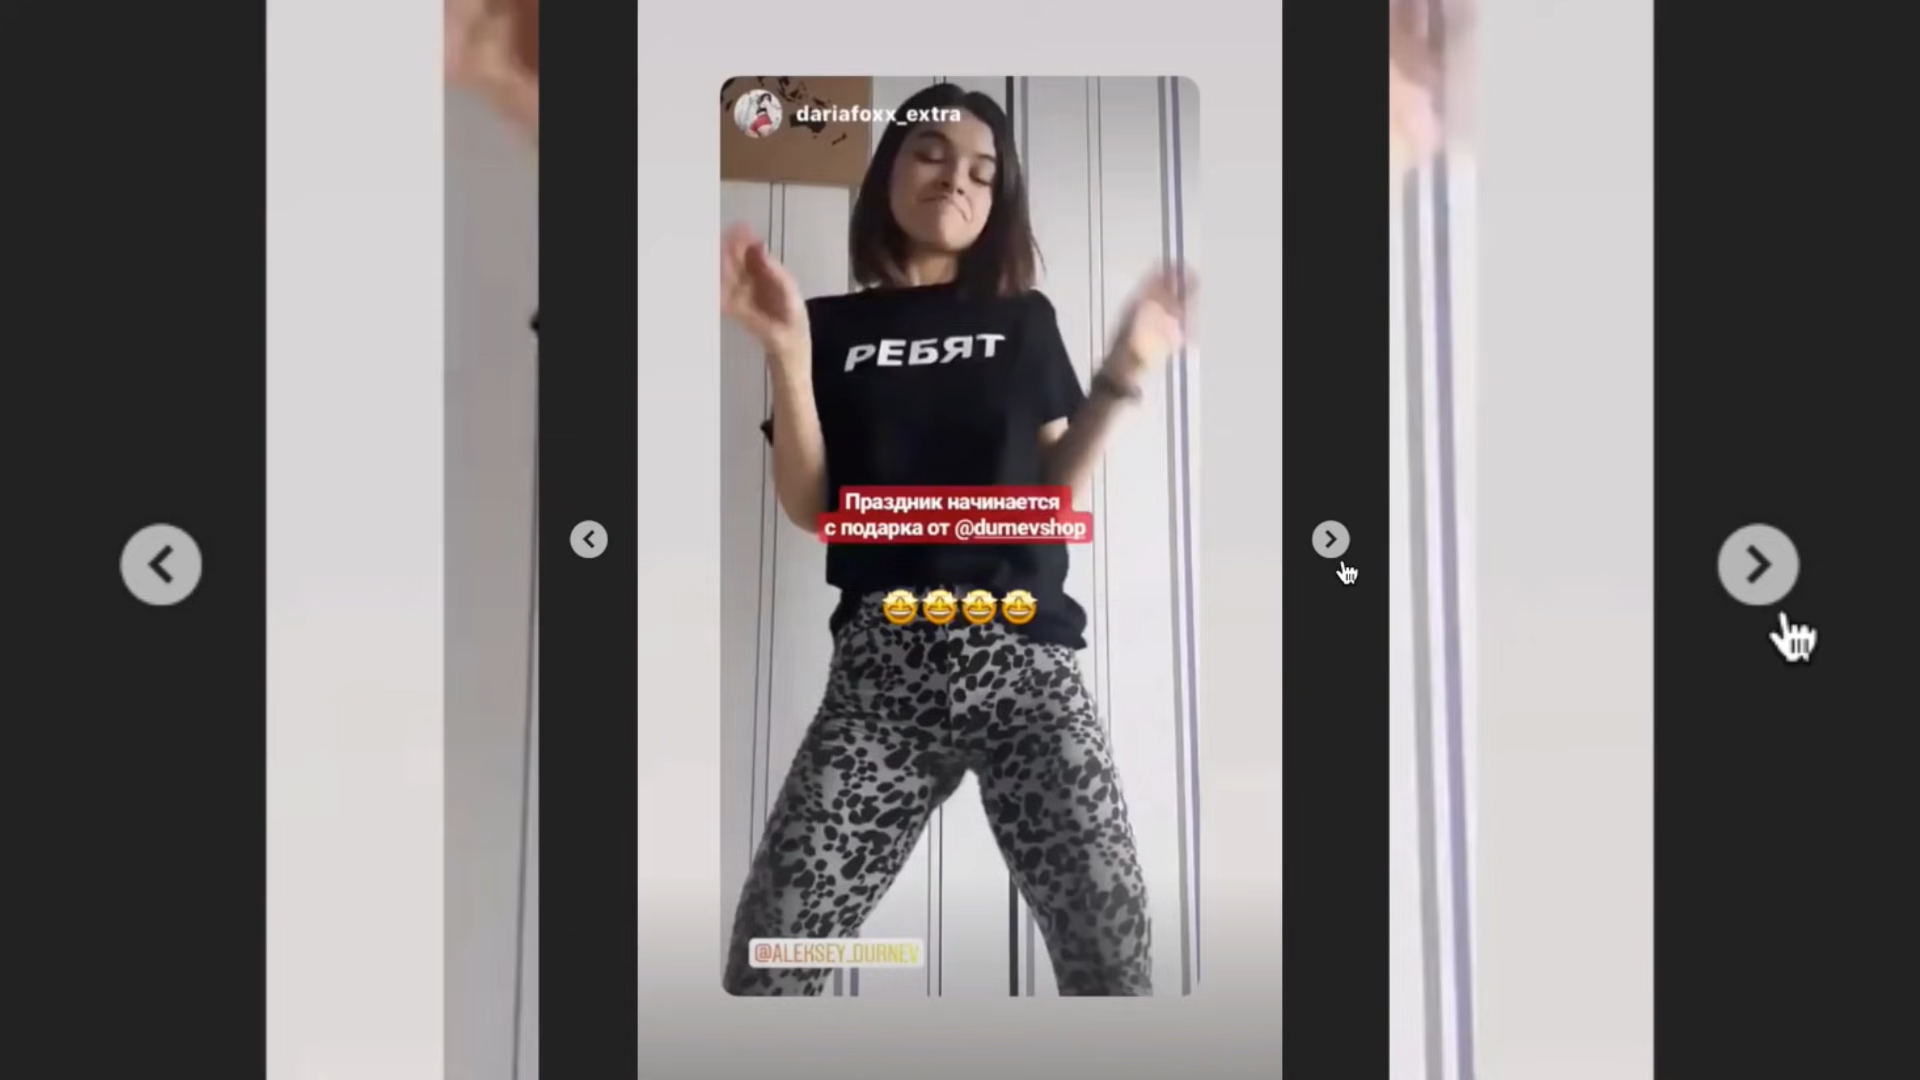 dariafoxx_extra
РЕБЯТ
Праздник начинается
с подарка от @durnevshop
@ALEKSEY_DURNEV